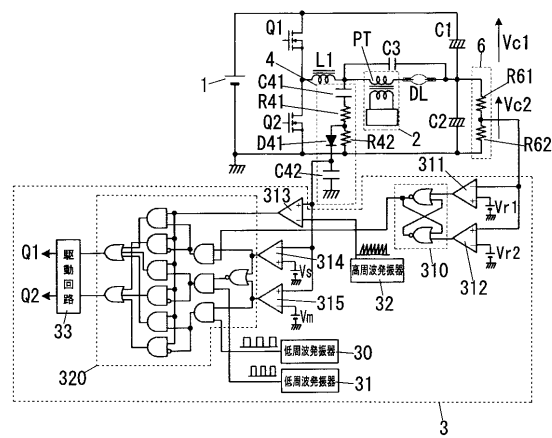 Q1
PT
C3
C1
6
Vc1
4
L1
C41
R61
1
R41
DL
Vc2
Q2
C2
D41
2
R42
R62
C42
311
313
Vr1
Q1
314
310
Vr2
312
Vs
高周波発振器
Q2
駆動回路
315
32
Vm
33
低周波発振器
30
320
低周波発振器
31
3